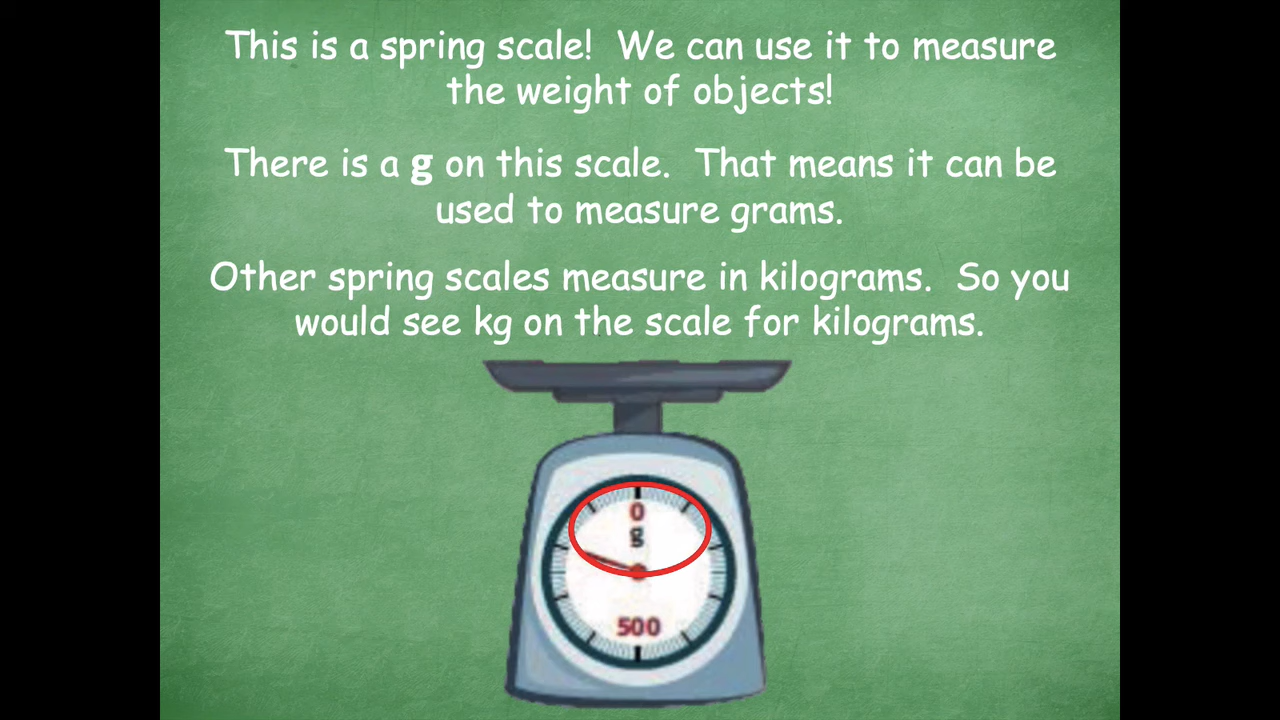 This is a spring scale!  We can use it to measure
the weight of objects!
There is a g on this scale.  That means it can be
used to measure grams.
Other spring scales measure in kilograms.  So you
would see kg on the scale for kilograms.
0
g
500